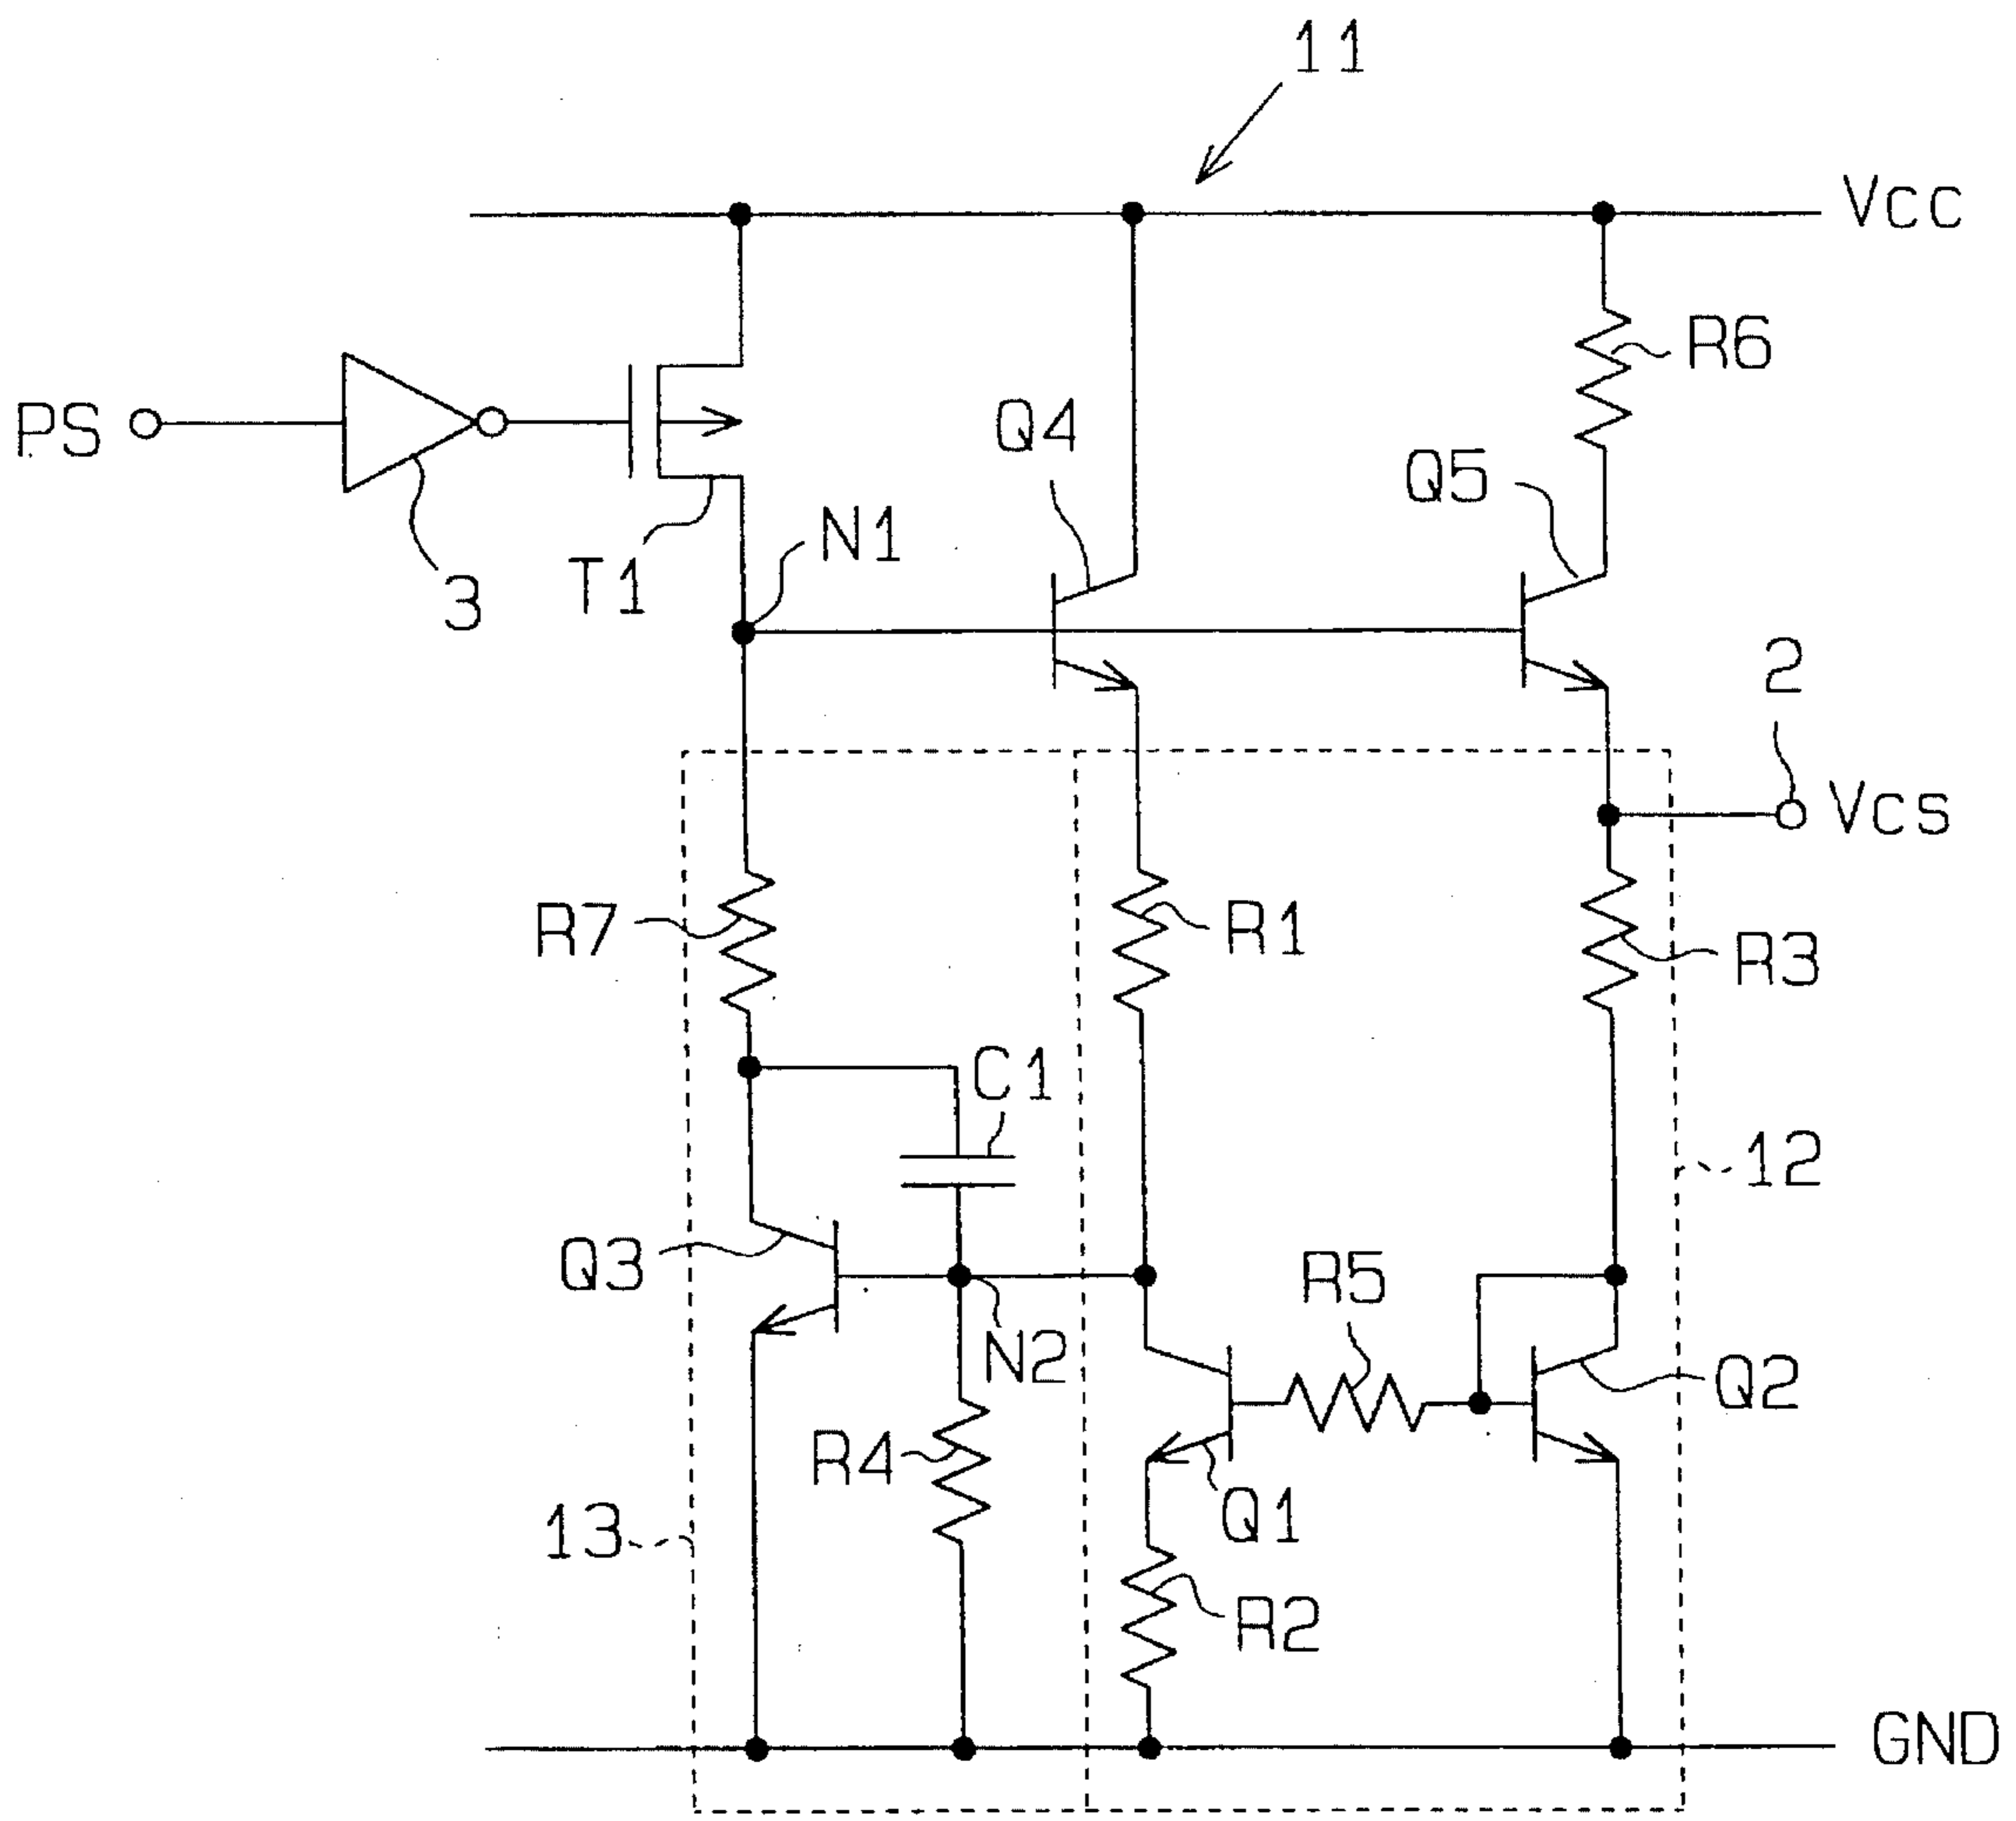 11
Vcc
R6
PS
Q4
Q5
N1
T1
3
2
Vcs
R7
R1
R3
C1
12
Q3
R5
N2
Q2
R4
Q1
13
R2
GND